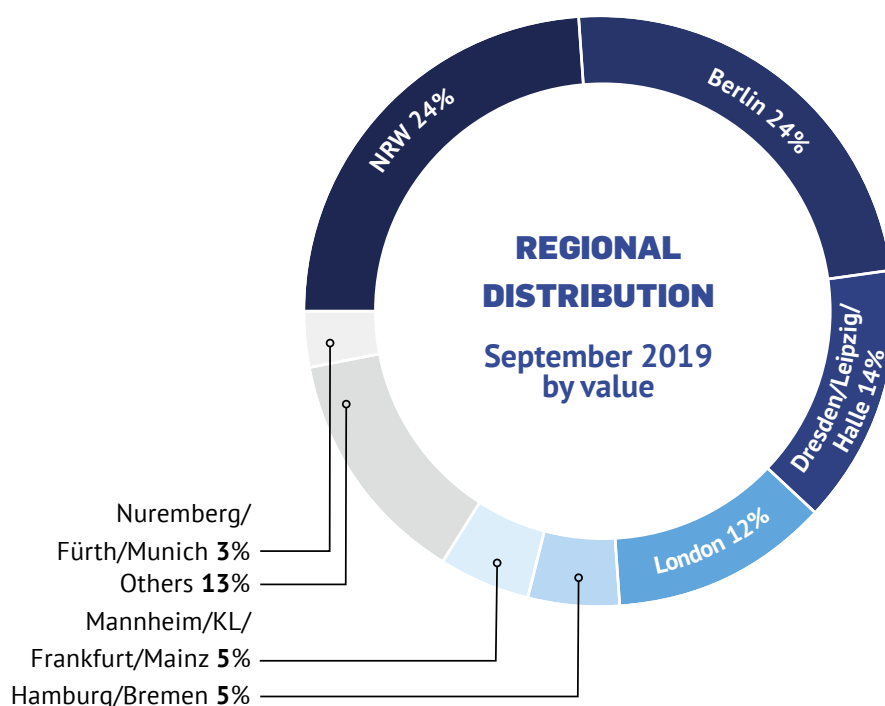 NRW 24%
Berlin 24%
Dresden/Leipzig/
Halle 14%
London 12%
REGIONAL
DISTRIBUTION
September 2019
by value
Nuremberg/
Fürth/Munich 3%
Others 13%
Mannheim/KL/
Frankfurt/Mainz 5%
Hamburg/Bremen 5%